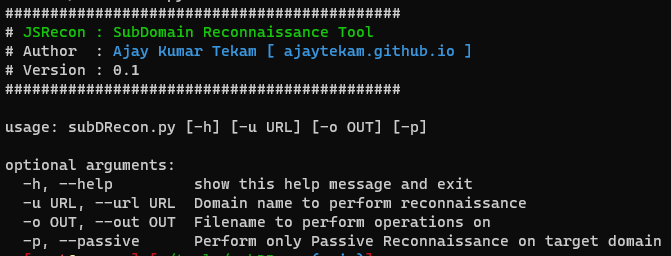 ############################################
# JSRecon : SubDomain Reconnaissance Tool
# Author  : Ajay Kumar Tekam [ ajaytekam.github.io ]
# Version : 0.1
############################################
usage: subDRecon.py [-h] [-u URL] [-o OUT] [-p]
optional arguments:
  -h, --help         show this help message and exit
  -u URL, --url URL  Domain name to perform reconnaissance
  -o OUT, --out OUT  Filename to perform operations on
  -p, --passive      Perform only Passive Reconnaissance on target domain